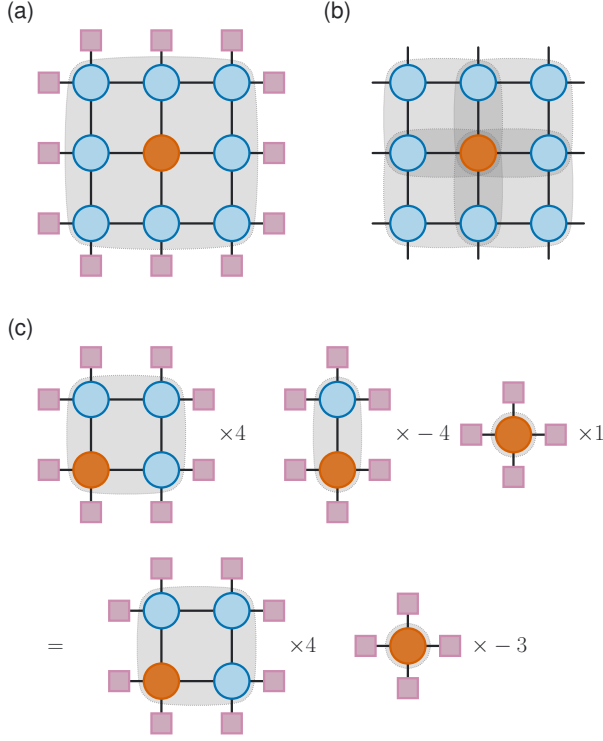 (a)
(b)
(c)
×4
× − 4
×1
=
×4
× − 3